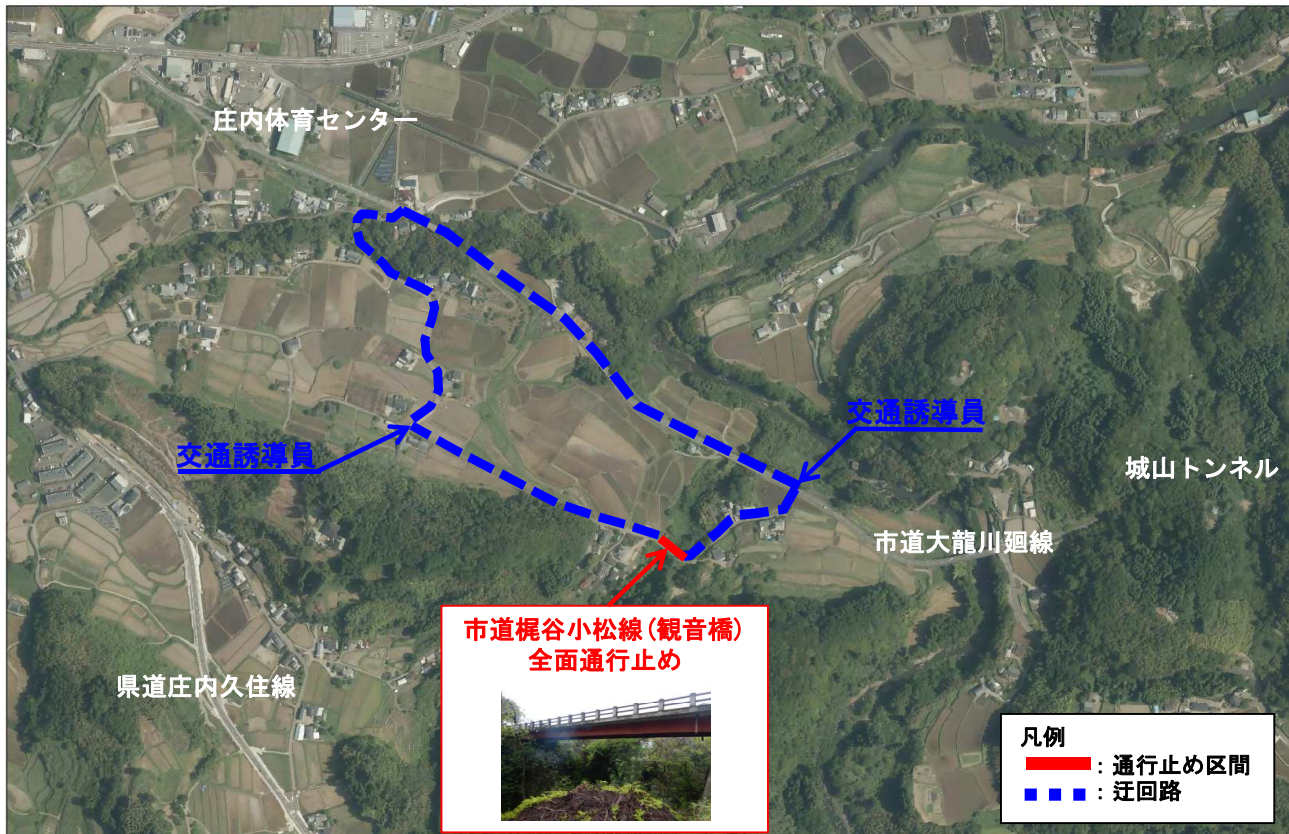 庄内体育センター
交通誘導員
交通誘導員
城山トンネル
市道大龍川廻線
市道梶谷小松線(観音橋)
全面通行止め
県道庄内久住線
凡例
：通行止め区間
：迂回路